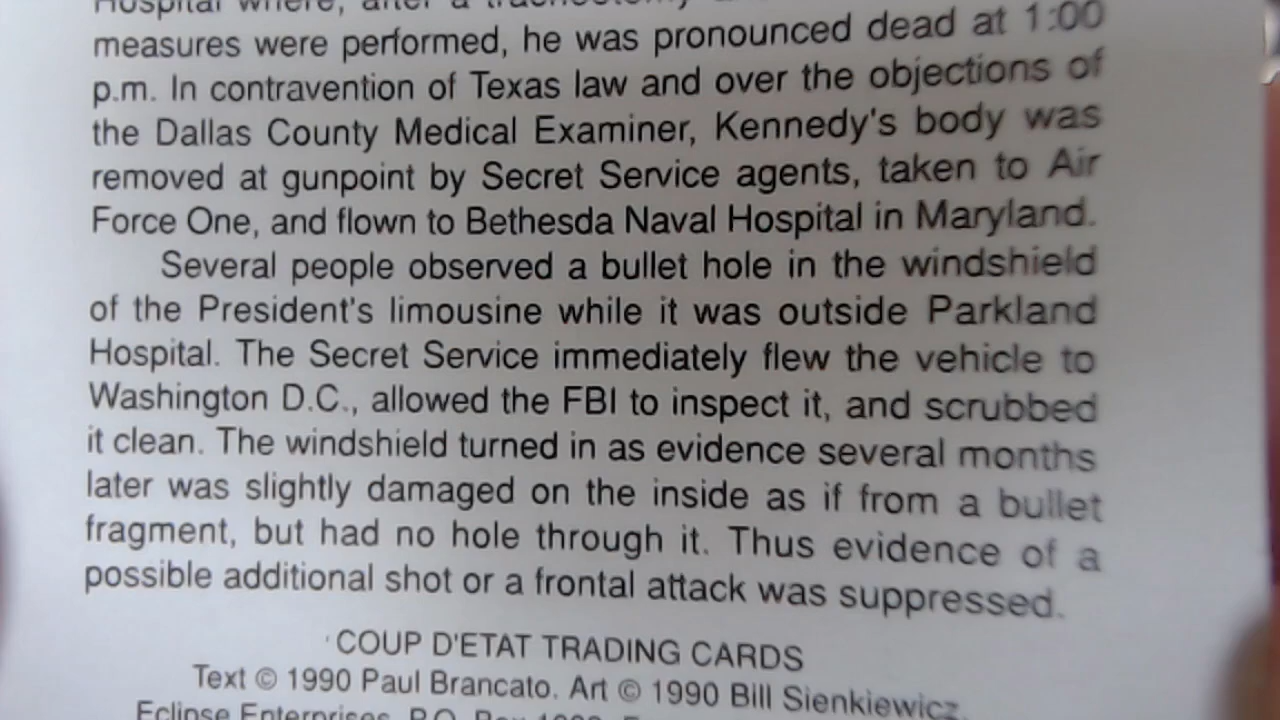 Hospital where, after a tracheostomy
measures were performed, he was pronounced dead at 1:00
p.m. In contravention of Texas law and over the objections of
the Dallas County Medical Examiner, Kennedy's body was
removed at gunpoint by Secret Service agents, taken to Air
Force One, and flown to Bethesda Naval Hospital in Maryland.
Several people observed a bullet hole in the windshield
of the President's limousine while it was outside Parkland
Hospital. The Secret Service immediately flew the vehicle to
Washington D.C., allowed the FBI to inspect it, and scrubbed
it clean. The windshield turned in as evidence several months
later was slightly damaged on the inside as if from a bullet
fragment, but had no hole through it. Thus evidence of a
possible additional shot or a frontal attack was suppressed.
COUP D'ETAT TRADING CARDS
Text © 1990 Paul Brancato. Art © 1990 Bill Sienkiewicz.
Eclipse Enterprises, P.O. Box